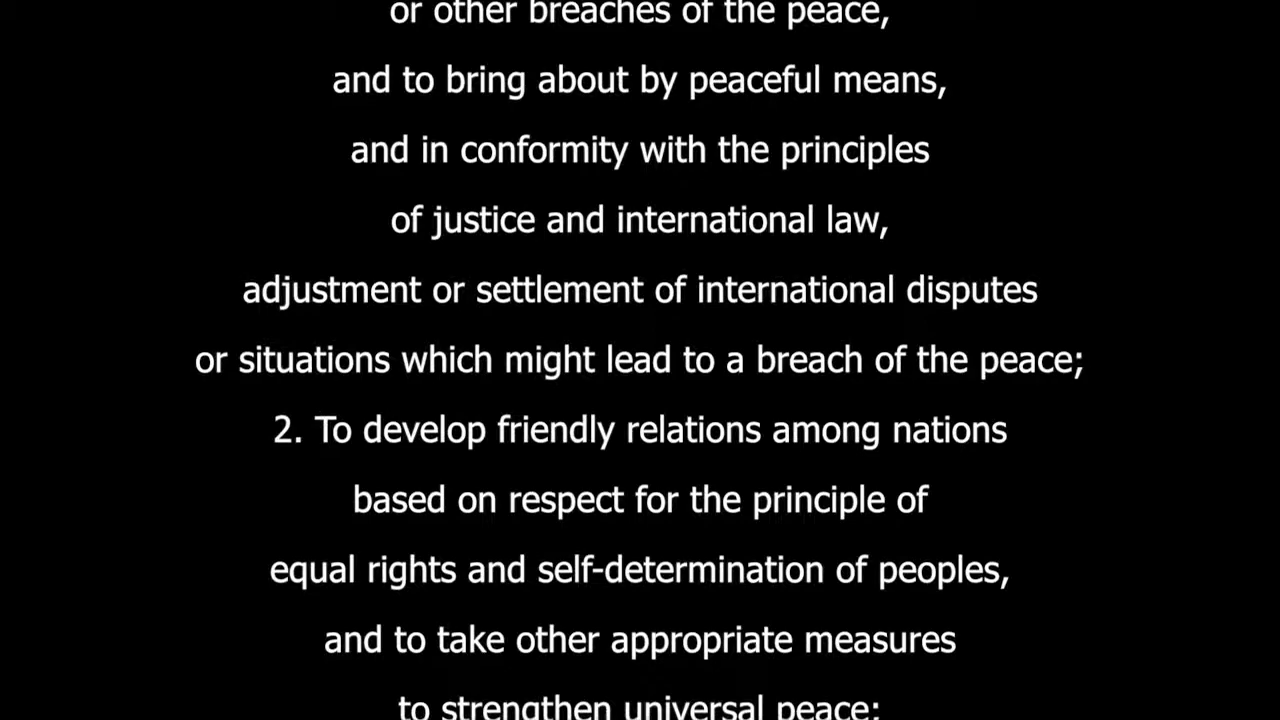 or other breaches of the peace,
and to bring about by peaceful means,
and in conformity with the principles
of justice and international law,
adjustment or settlement of international disputes
or situations which might lead to a breach of the peace;
2. To develop friendly relations among nations
based on respect for the principle of
equal rights and self-determination of peoples,
and to take other appropriate measures
to strengthen universal peace;